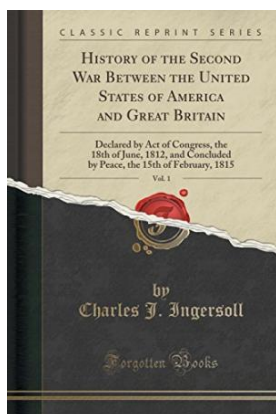 CLASSIC REPRINT SERIES
HISTORY OF THE SECOND
WAR BETWEEN THE UNITED
STATES OF AMERICA
AND GREAT BRITAIN
Declared by Act of Congress, the
18th of June, 1812, and Concluded
by Peace, the 15th of February, 1815
Vol. 1
by
Charles J. Ingersoll
Forgotten Books